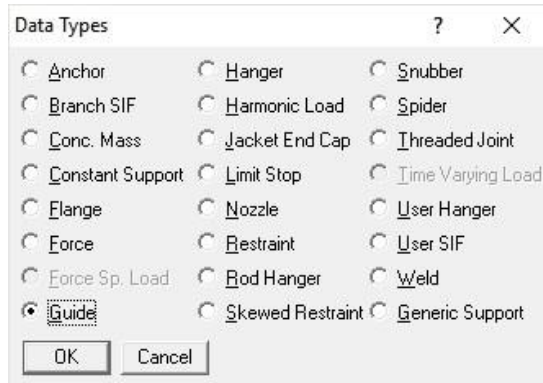 Data Types ?
Anchor Hanger Snubber
Branch SIF Harmonic Load Spider
Conc. Mass Jacket End Cap Threaded Joint
Constant Support Limit Stop Time Varying Load
Flange Nozzle User Hanger
Force Restraint User SIF
Force Sp. Load Rod Hanger Weld
Guide Skewed Restraint Generic Support
OK Cancel